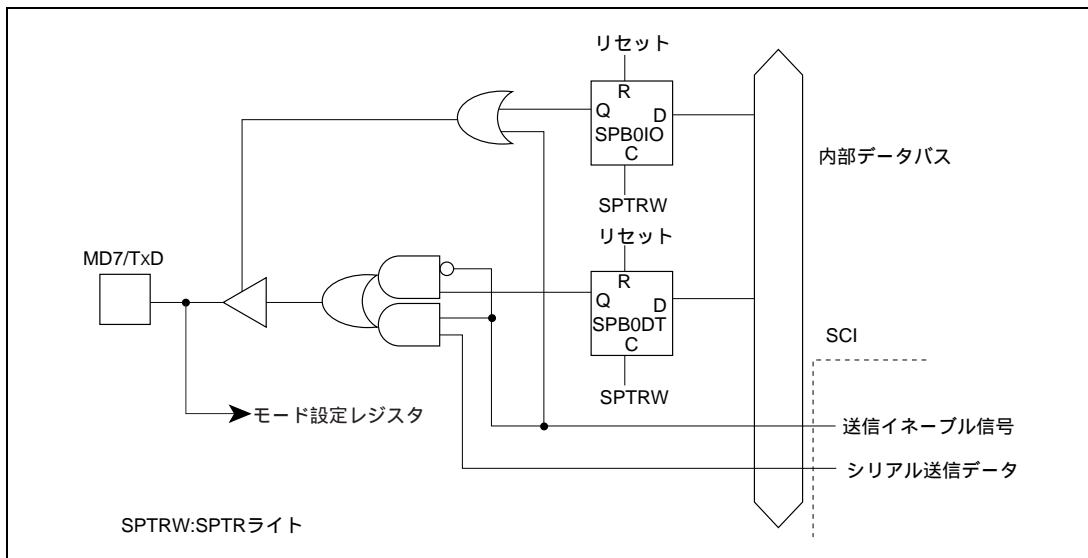 リセット
R
Q
D
SPB0IO
C
内部データバス
SPTRW
リセット
MD7/TxD
R
Q
D
SPB0DT
C
SCI
SPTRW
モード設定レジスタ
送信イネーブル信号
シリアル送信データ
SPTRW:SPTRライト